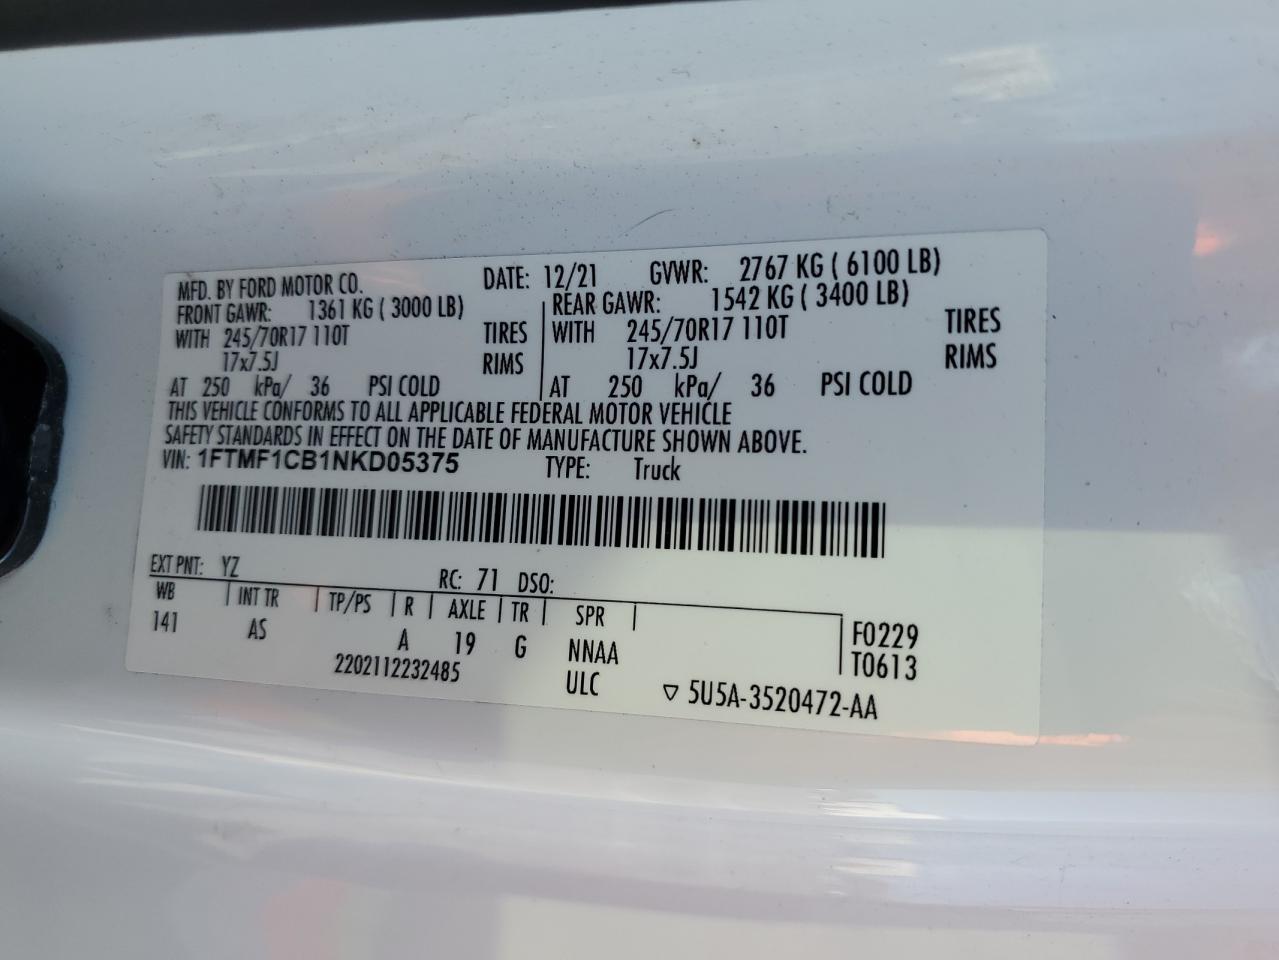 MFD. BY FORD MOTOR CO. DATE: 12/21 GVWR: 2767 KG ( 6100 LB)
FRONT GAWR: 1361 KG ( 3000 LB) REAR GAWR: 1542 KG ( 3400 LB)
WITH 245/70R17 110T TIRES WITH 245/70R17 110T TIRES
17x7.5J RIMS 17x7.5J RIMS
AT 250 kPa/ 36 PSI COLD AT 250 kPa/ 36 PSI COLD
THIS VEHICLE CONFORMS TO ALL APPLICABLE FEDERAL MOTOR VEHICLE
SAFETY STANDARDS IN EFFECT ON THE DATE OF MANUFACTURE SHOWN ABOVE.
VIN: 1FTMF1CB1NKD05375 TYPE: Truck
EXT PNT: YZ RC: 71 DSO:
WB INT TR TP/PS R AXLE TR SPR F0229
141 AS A 19 G NNAA T0613
2202112232485 ULC ▽ 5U5A-3520472-AA